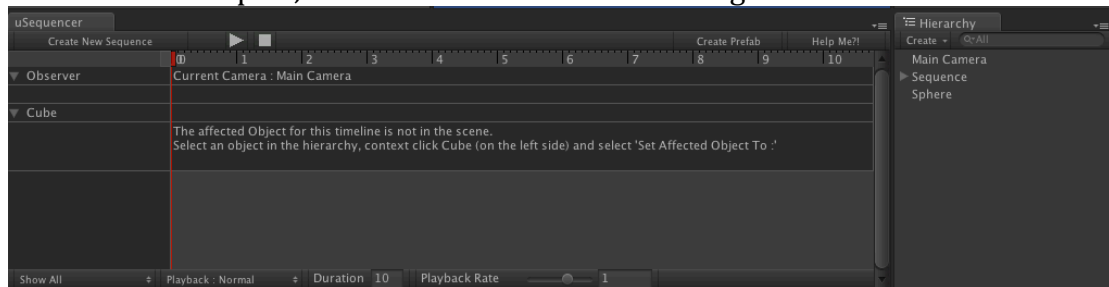 uSequencer
Create New Sequence
Create Prefab
Help Me?!
0 1 2 3 4 5 6 7 8 9 10
Observer
Current Camera : Main Camera
Cube
The affected Object for this timeline is not in the scene.
Select an object in the hierarchy, context click Cube (on the left side) and select 'Set Affected Object To :'
Show All
Playback : Normal
Duration 10
Playback Rate
1
Hierarchy
Create
All
Main Camera
Sequence
Sphere